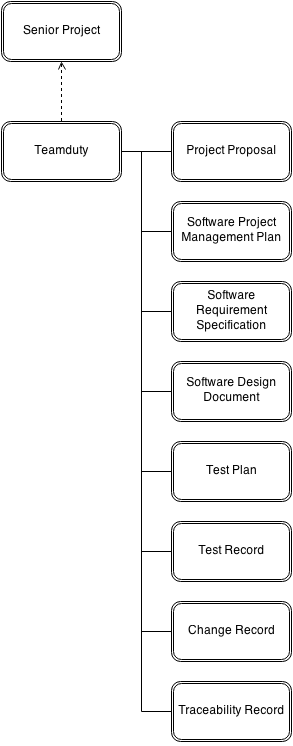 Senior Project
Teamduty
Project Proposal
Software Project
Management Plan
Software
Requirement
Specification
Software Design
Document
Test Plan
Test Record
Change Record
Traceability Record